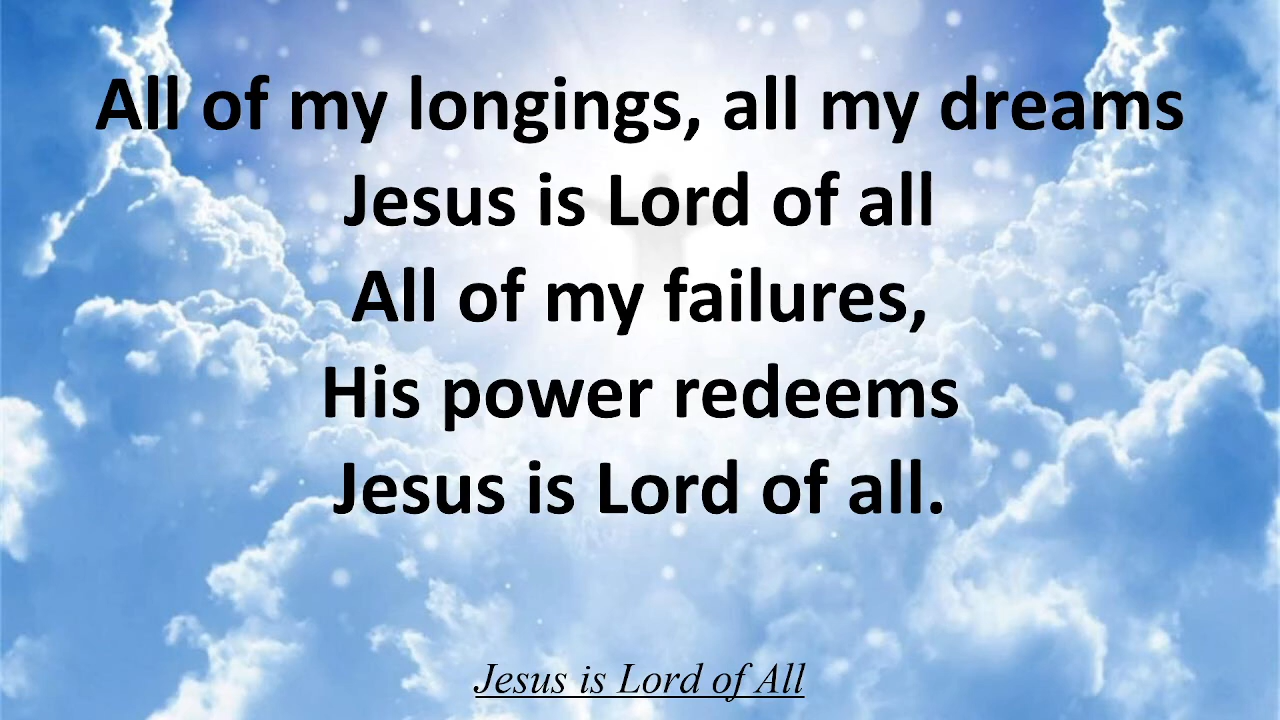 All of my longings, all my dreams
Jesus is Lord of all
All of my failures,
His power redeems
Jesus is Lord of all.
Jesus is Lord of All